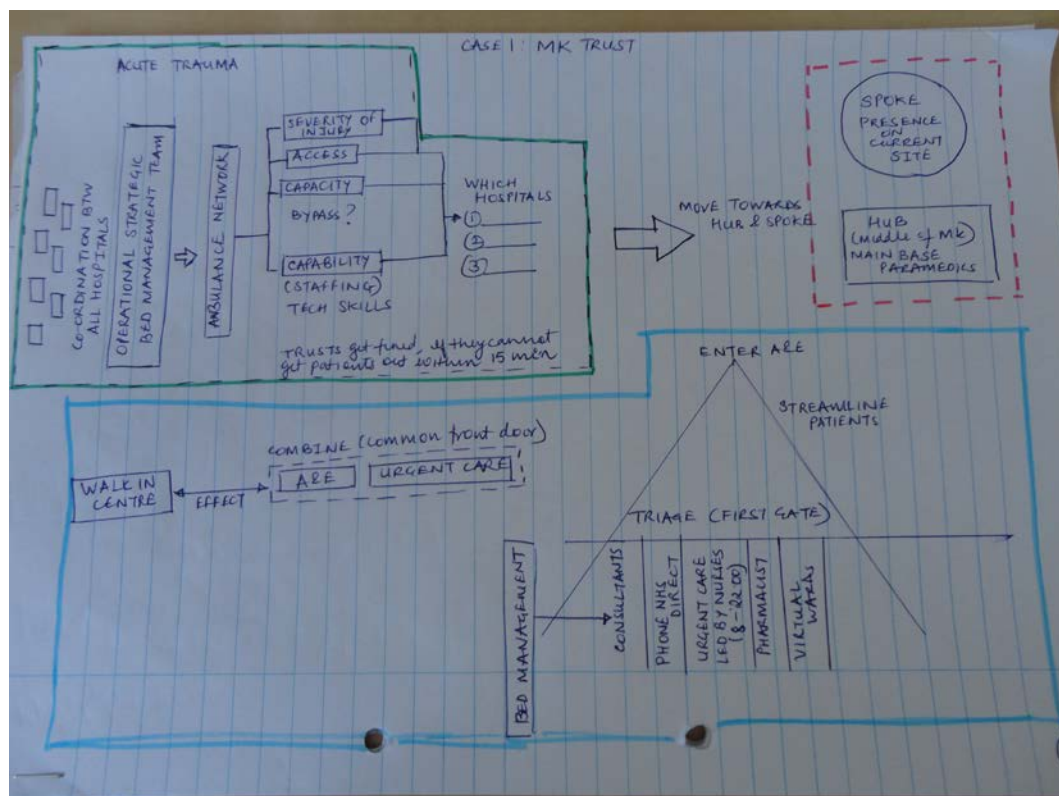 CASE 1: MK TRUST
ACUTE TRAUMA
CO-ORDINATION BTW
ALL HOSPITALS
OPERATIONAL STRATEGIC
BED MANAGEMENT TEAM
AMBULANCE NETWORK
SEVERITY OF
INJURY
ACCESS
CAPACITY
BYPASS?
CAPABILITY
(STAFFING)
TECH SKILLS
WHICH
HOSPITALS
(1)
(2)
(3)
TRUSTS get fined, if they cannot
get patients out within 15 min
MOVE TOWARDS
HUB & SPOKE
SPOKE
PRESENCE
ON
CURRENT
SITE
HUB
(Middle of MK)
MAIN BASE
PARAMEDICS
WALK IN
CENTRE
EFFECT
COMBINE (common front door)
A&E
URGENT CARE
ENTER A&E
STREAMLINE
PATIENTS
TRIAGE (FIRST GATE)
BED MANAGEMENT
CONSULTANTS
PHONE NHS
DIRECT
URGENT CARE
LED BY NURSES
(8-22:00)
PHARMALIST
VIRTUAL
WARDS